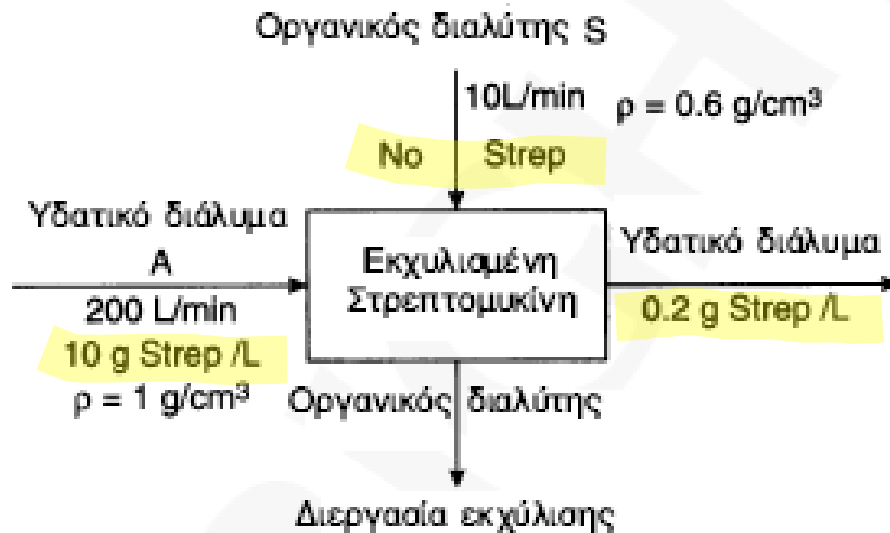 Οργανικός διαλύτης S
10L/min
ρ = 0.6 g/cm³
No Strep
Υδατικό διάλυμα
A
200 L/min
10 g Strep /L
ρ = 1 g/cm³
Εκχυλισμένη
Στρεπτομυκίνη
Υδατικό διάλυμα
0.2 g Strep /L
Οργανικός διαλύτης
Διεργασία εκχύλισης